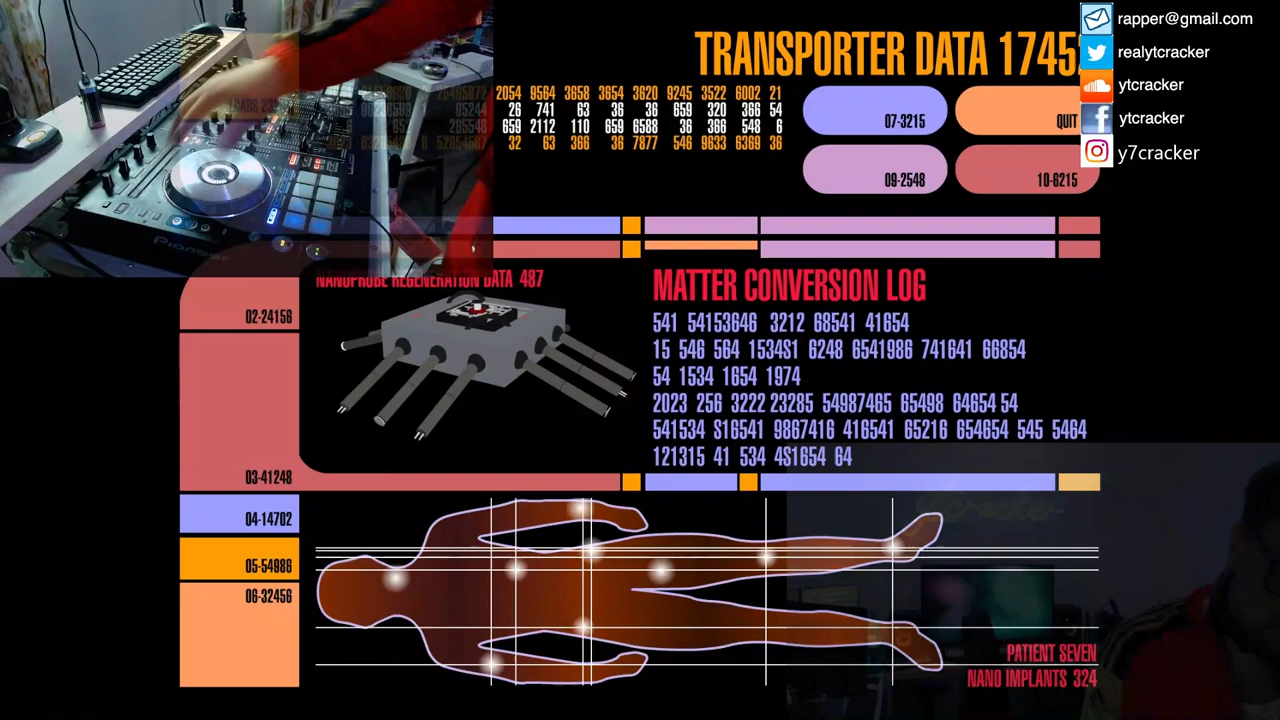 TRANSPORTER DATA 1745
rapper@gmail.com
realytcracker
ytcracker
ytcracker
y7cracker
2054 9564 3658 3654 3620 9245 3522 6002 21
26 741 63 36 36 659 320 366 54
659 2112 110 659 6588 36 366 548 6
32 63 366 36 7877 546 9633 6369 36
07-3215
QUIT
09-2548
10-6215
Pioneer
NANOPROBE REGENERATION DATA 487
02-24156
03-41248
MATTER CONVERSION LOG
541 54153646 3212 68541 41654
15 546 564 1534S1 6248 6541986 741641 66854
54 1534 1654 1974
2023 256 3222 23285 54987465 65498 64654 54
541534 S16541 9867416 416541 65216 654654 545 5464
121315 41 534 4S1654 64
04-14702
05-54986
06-32456
PATIENT SEVEN
NANO IMPLANTS 324